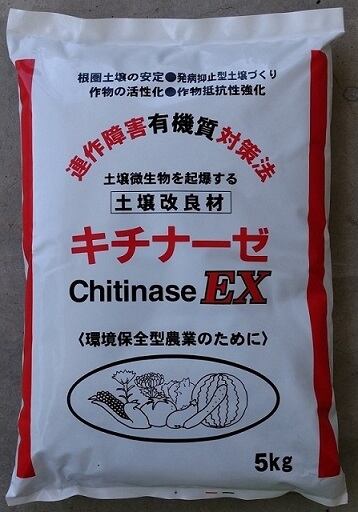 根圏土壌の安定●発病抑止型土壌づくり
作物の活性化●作物抵抗性強化
連作障害有機質対策法
土壌微生物を起爆する
土壌改良材
キチナーゼ
Chitinase EX
〈環境保全型農業のために〉
5kg